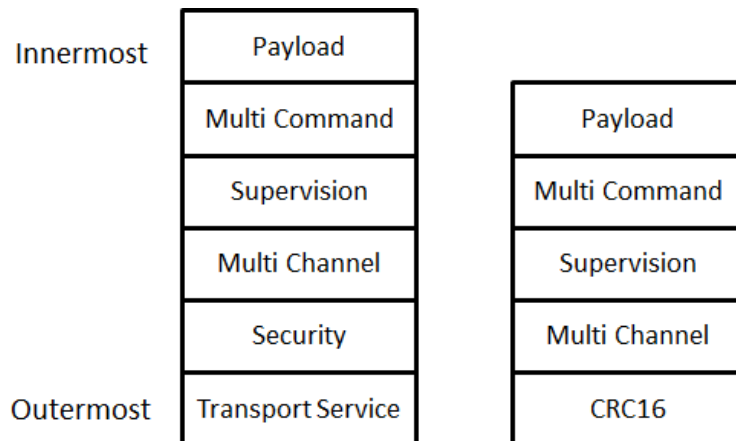 Innermost
Payload
Multi Command
Payload
Supervision
Multi Command
Multi Channel
Supervision
Security
Multi Channel
Outermost
Transport Service
CRC16